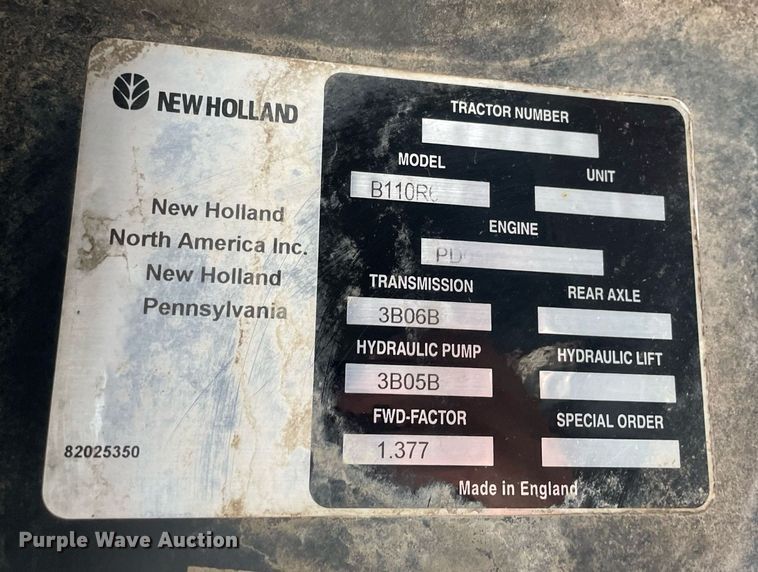 NEW HOLLAND
New Holland
North America Inc.
New Holland
Pennsylvania
82025350
TRACTOR NUMBER
MODEL
UNIT
ENGINE
PD
TRANSMISSION
REAR AXLE
3B06B
HYDRAULIC PUMP
HYDRAULIC LIFT
3B05B
FWD-FACTOR
SPECIAL ORDER
1.377
Made in England
Purple Wave Auction